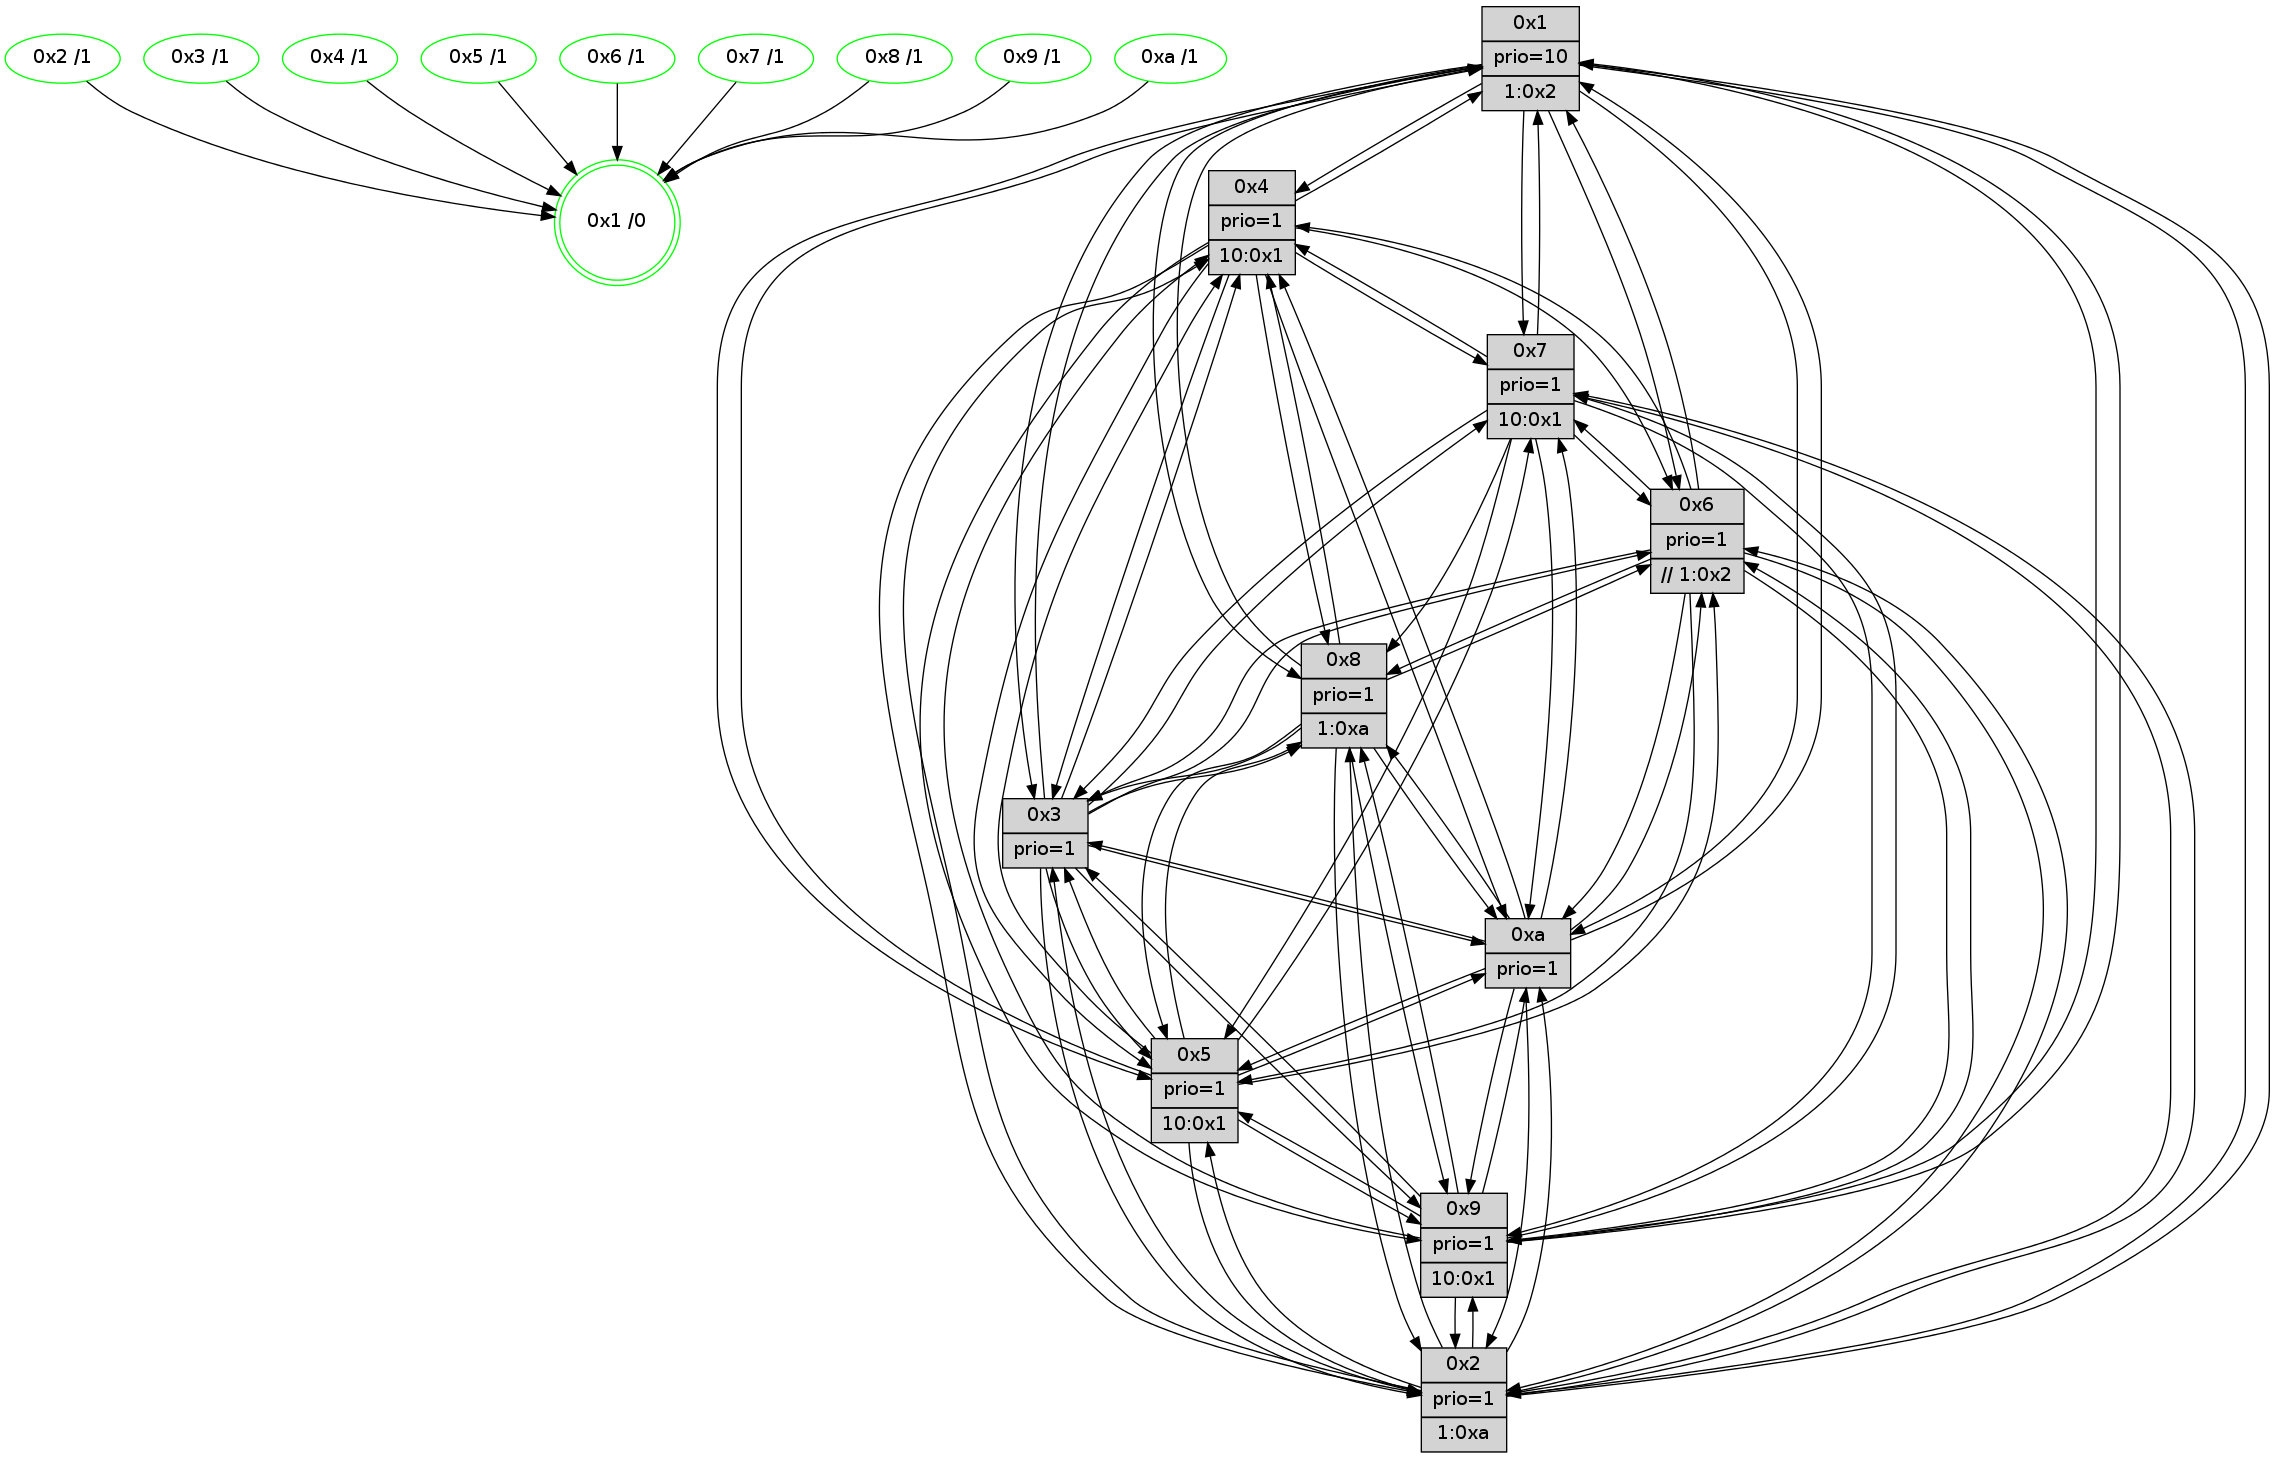 0x2 /1
0x3 /1
0x4 /1
0x5 /1
0x6 /1
0x7 /1
0x8 /1
0x9 /1
0xa /1
0x1 /0
0x1
prio=10
1:0x2
0x4
prio=1
10:0x1
0x7
prio=1
10:0x1
0x6
prio=1
// 1:0x2
0x8
prio=1
1:0xa
0x3
prio=1
0xa
prio=1
0x5
prio=1
10:0x1
0x9
prio=1
10:0x1
0x2
prio=1
1:0xa